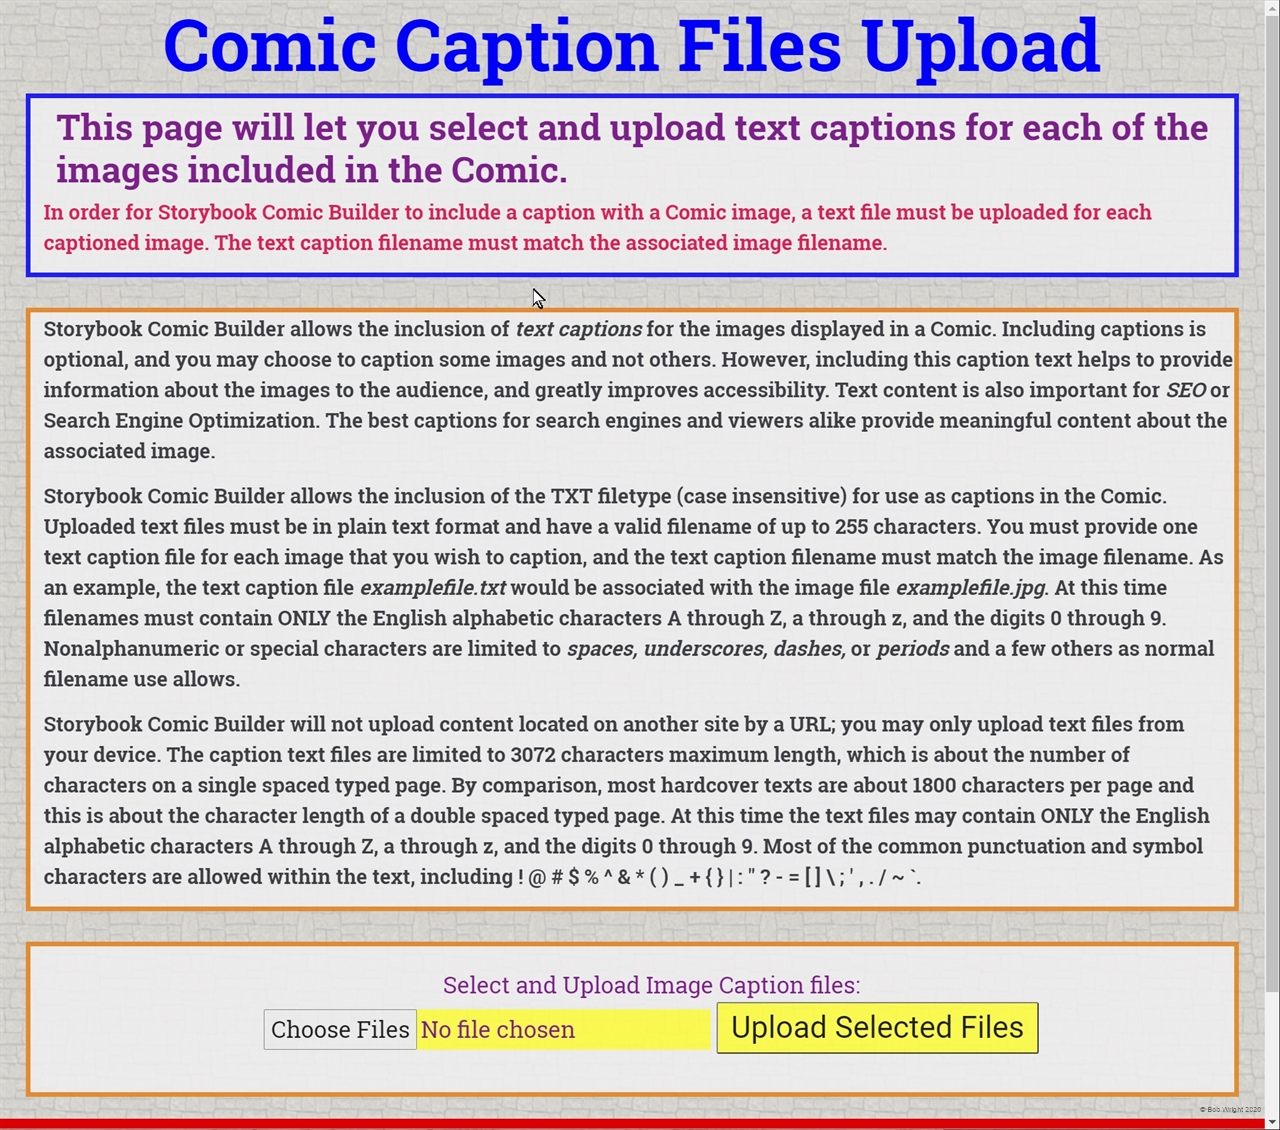 Comic Caption Files Upload
This page will let you select and upload text captions for each of the
images included in the Comic.
In order for Storybook Comic Builder to include a caption with a Comic image, a text file must be uploaded for each
captioned image. The text caption filename must match the associated image filename.
Storybook Comic Builder allows the inclusion of text captions for the images displayed in a Comic. Including captions is
optional, and you may choose to caption some images and not others. However, including this caption text helps to provide
information about the images to the audience, and greatly improves accessibility. Text content is also important for SEO or
Search Engine Optimization. The best captions for search engines and viewers alike provide meaningful content about the
associated image.
Storybook Comic Builder allows the inclusion of the TXT filetype (case insensitive) for use as captions in the Comic.
Uploaded text files must be in plain text format and have a valid filename of up to 255 characters. You must provide one
text caption file for each image that you wish to caption, and the text caption filename must match the image filename. As
an example, the text caption file examplefile.txt would be associated with the image file examplefile.jpg. At this time
filenames must contain ONLY the English alphabetic characters A through Z, a through z, and the digits 0 through 9.
Nonalphanumeric or special characters are limited to spaces, underscores, dashes, or periods and a few others as normal
filename use allows.
Storybook Comic Builder will not upload content located on another site by a URL; you may only upload text files from
your device. The caption text files are limited to 3072 characters maximum length, which is about the number of
characters on a single spaced typed page. By comparison, most hardcover texts are about 1800 characters per page and
this is about the character length of a double spaced typed page. At this time the text files may contain ONLY the English
alphabetic characters A through Z, a through z, and the digits 0 through 9. Most of the common punctuation and symbol
characters are allowed within the text, including ! @ # $ % ^ & * ( ) _ + { } | : " ? - = [ ] \ ; ' , . / ~ `.
Select and Upload Image Caption files:
Choose Files No file chosen Upload Selected Files
© Bob Wright 2020